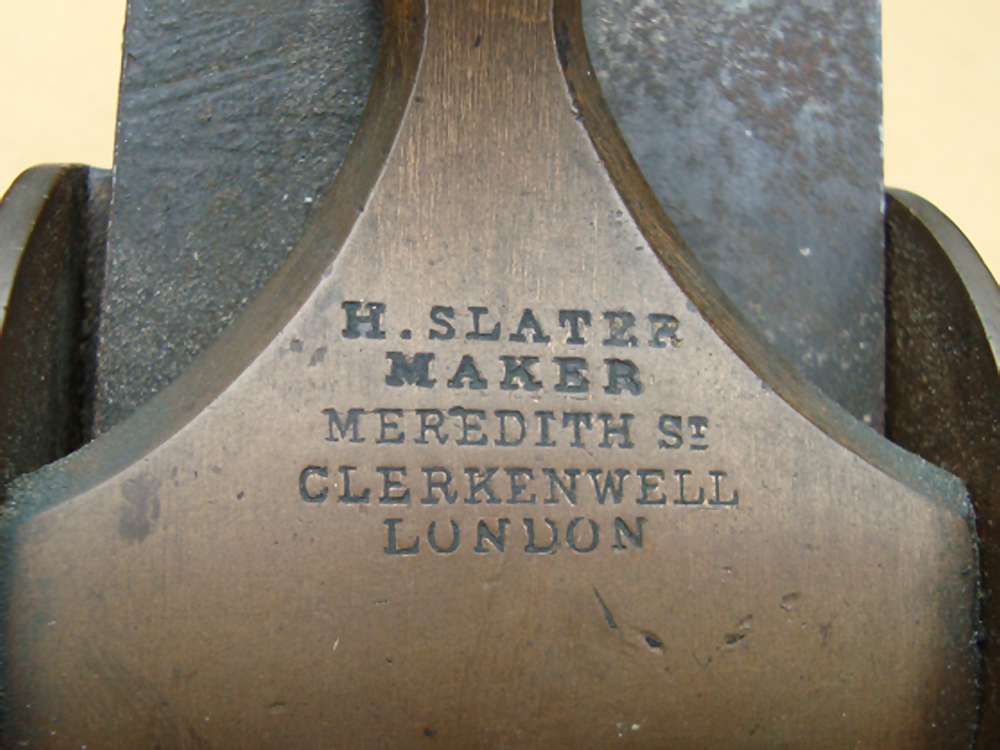 H. SLATER
MAKER
MEREDITH ST
CLERKENWELL
LONDON